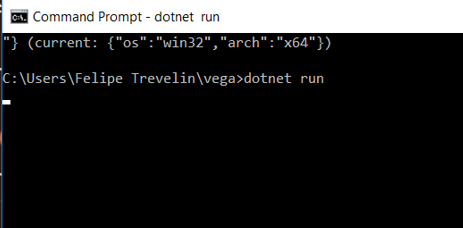 Command Prompt - dotnet  run
"} (current: {"os":"win32","arch":"x64"})
C:\Users\Felipe Trevelin\vega>dotnet run